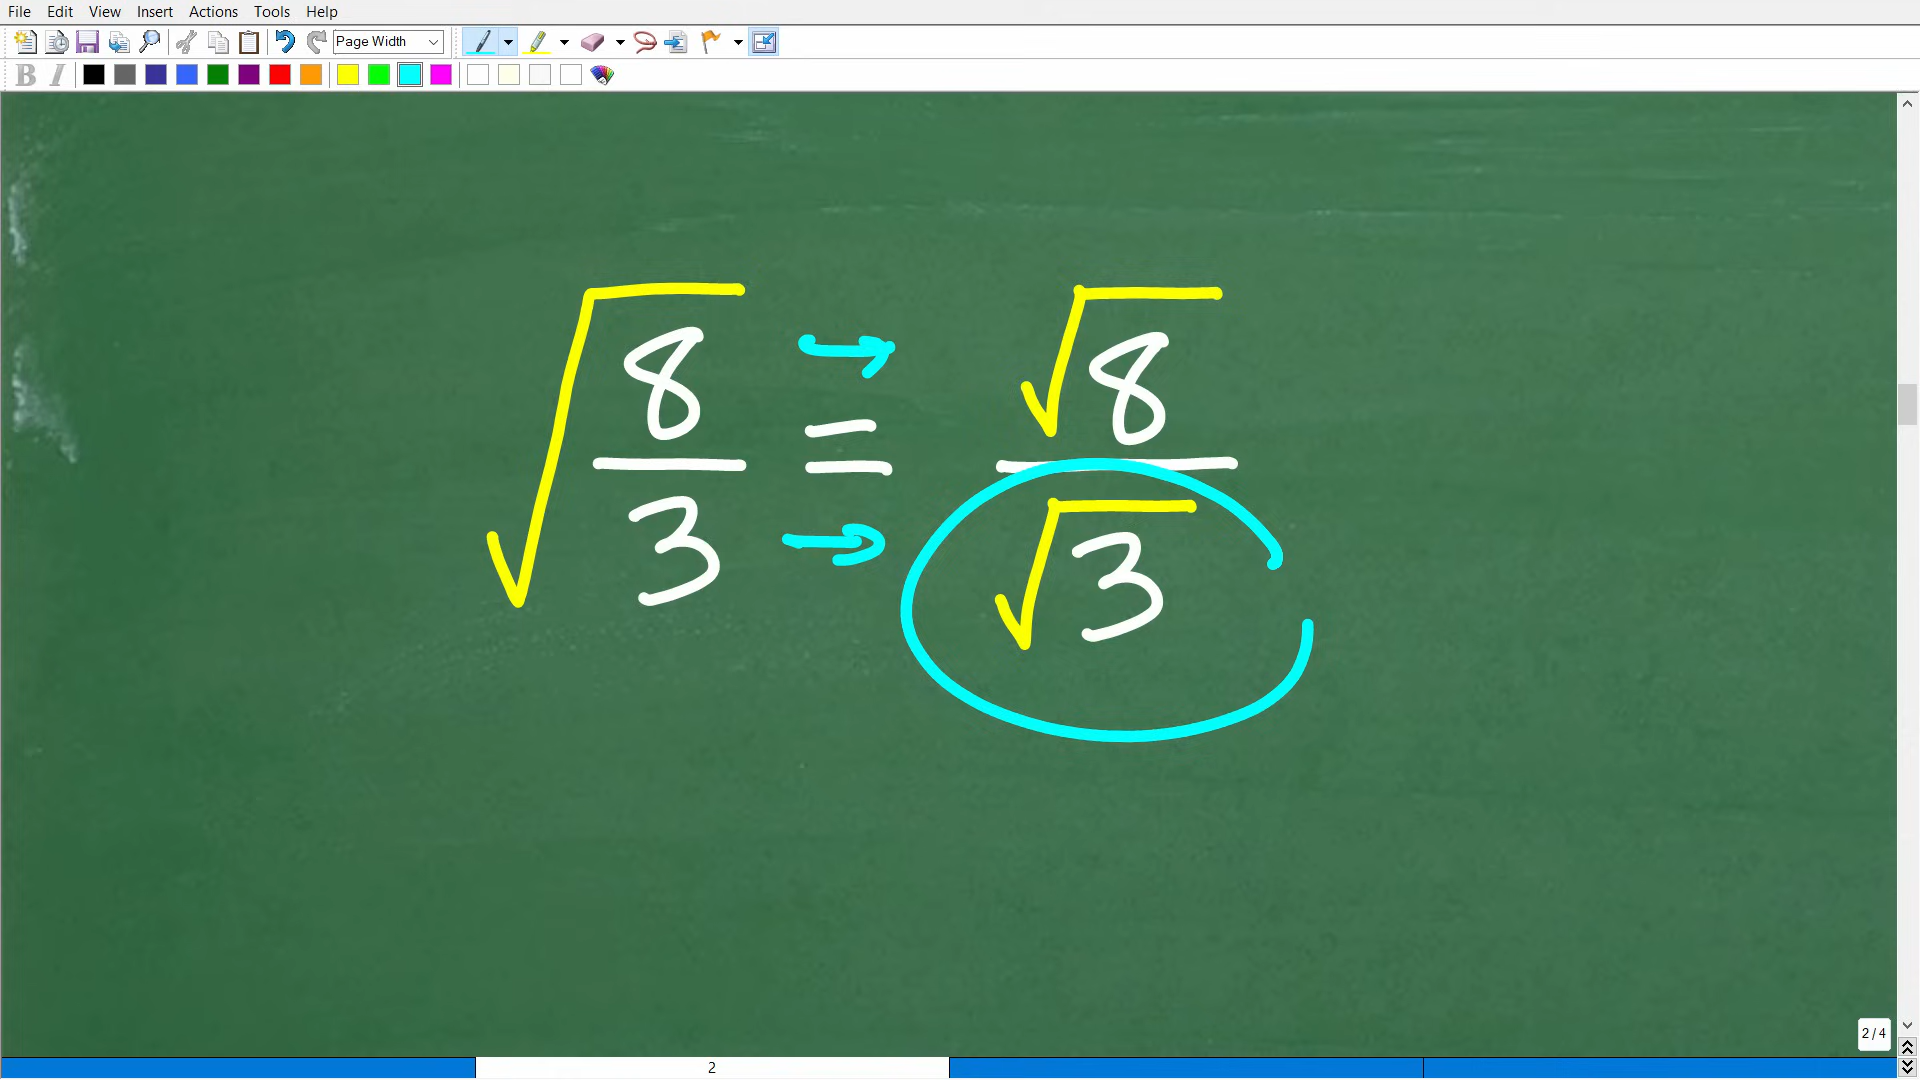 File Edit View Insert Actions Tools Help
Page Width
B I
√(8/3) = √8/√3
2 / 4
2